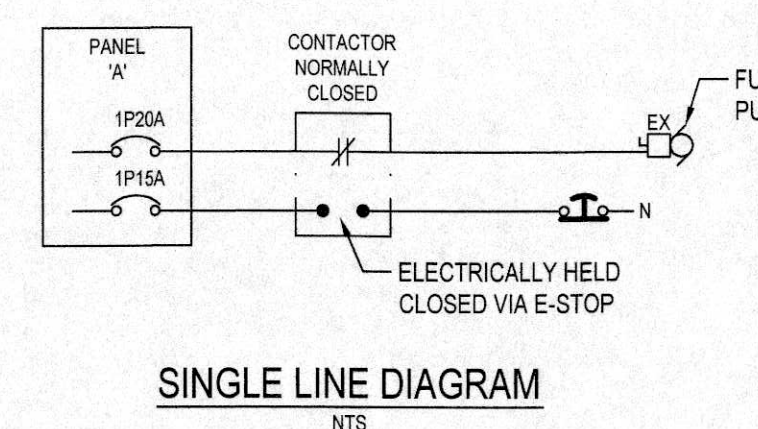 PANEL
'A'
CONTACTOR
NORMALLY
CLOSED
1P20A
EX
1P15A
N
ELECTRICALLY HELD
CLOSED VIA E-STOP
SINGLE LINE DIAGRAM
NTS